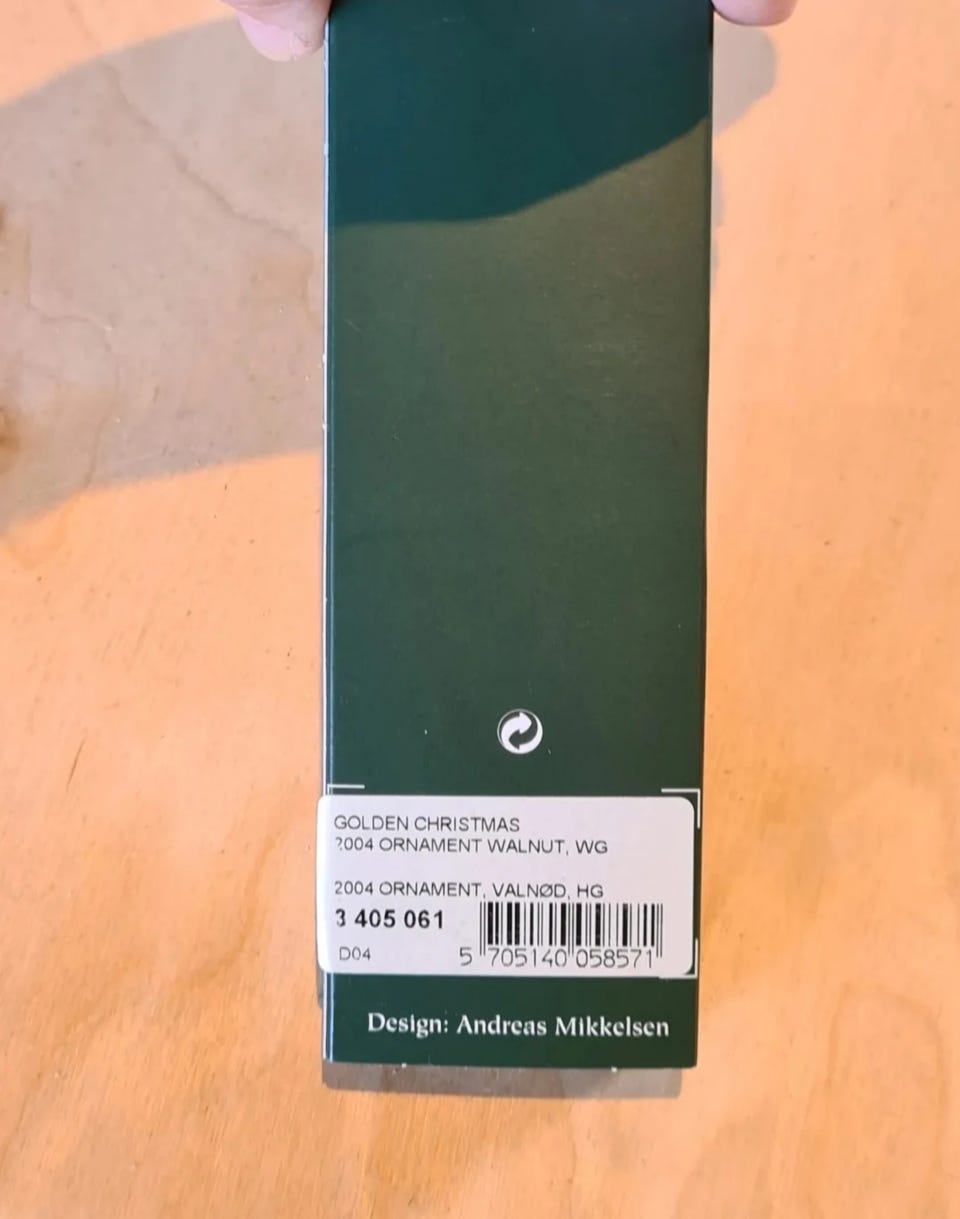 GOLDEN CHRISTMAS
2004 ORNAMENT WALNUT, WG
2004 ORNAMENT, VALNØD, HG
3 405 061
D04
5 705140 058571
Design: Andreas Mikkelsen